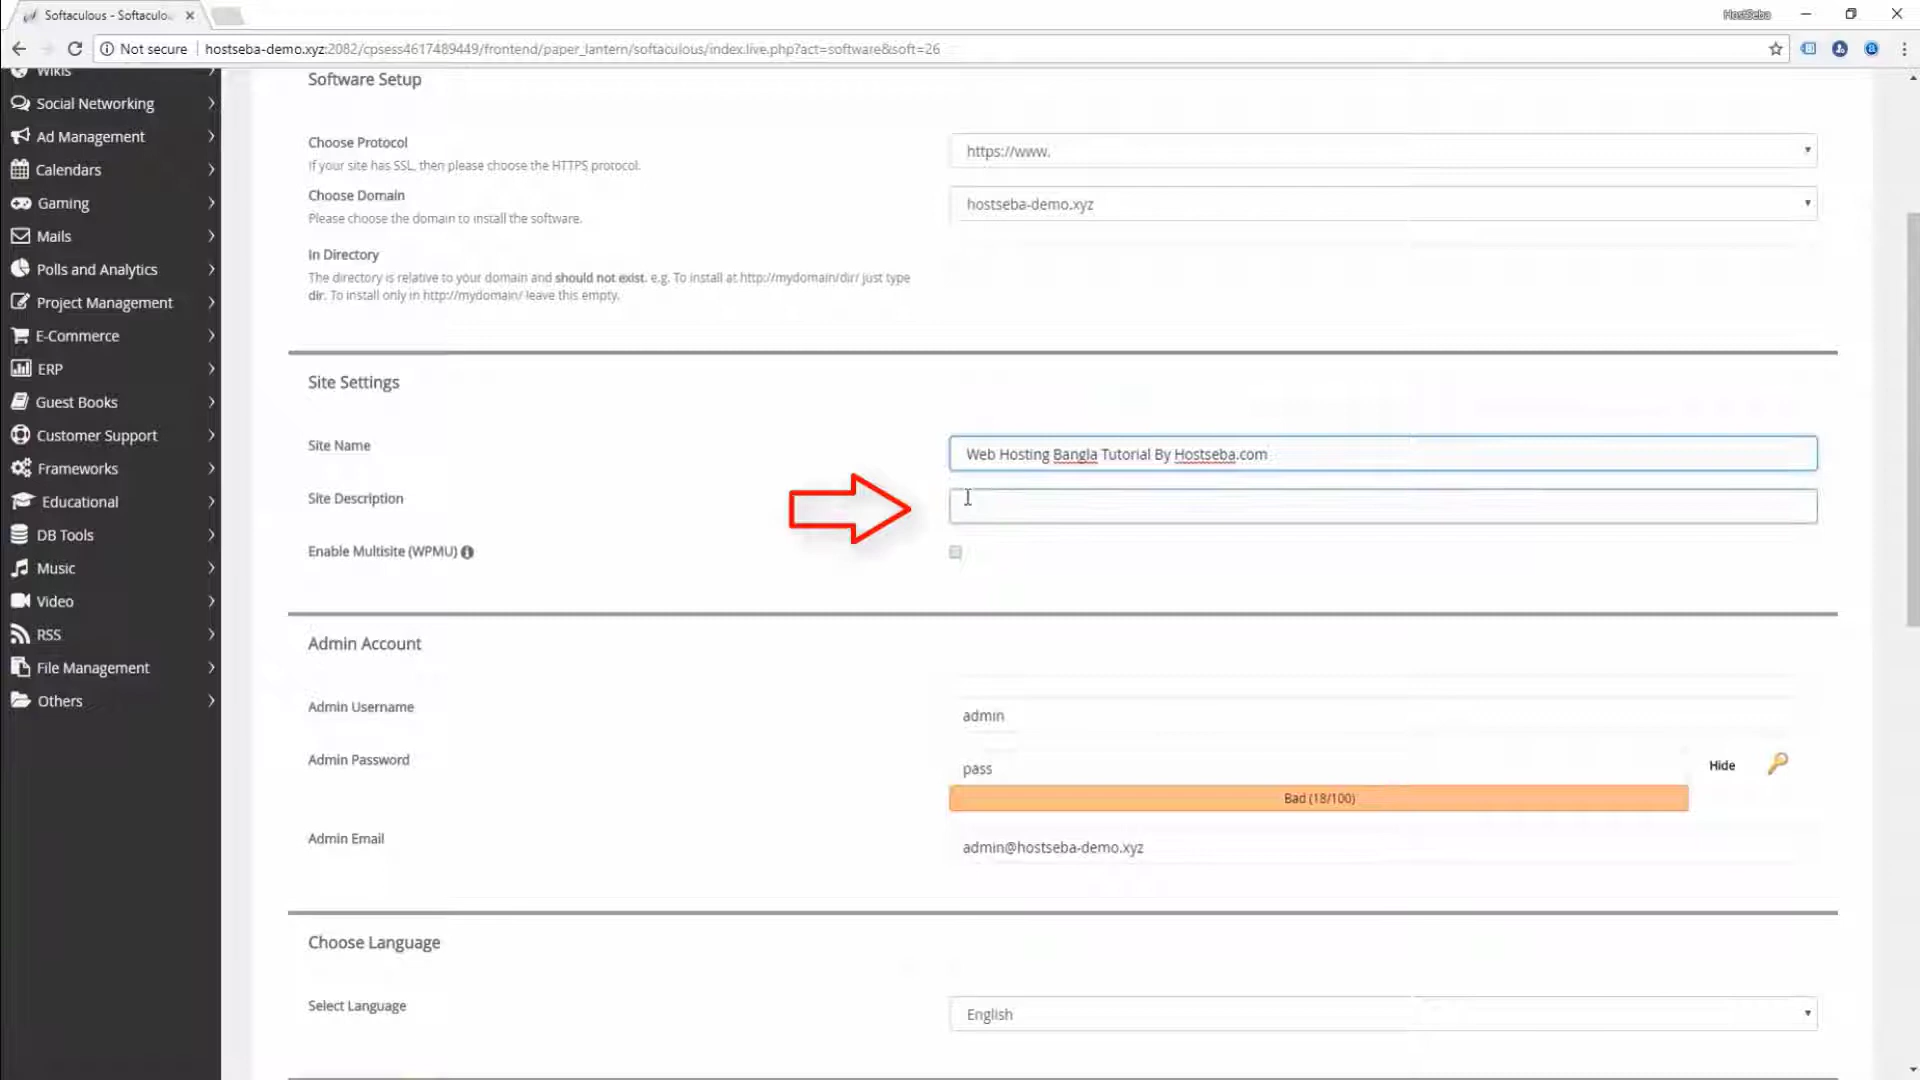 Softaculous - Softaculo
HostSeba
Not secure
hostseba-demo.xyz:2082/cpsess4617489449/frontend/paper_lantern/softaculous/index.live.php?act=software&soft=26
Wikis
Social Networking
Ad Management
Calendars
Gaming
Mails
Polls and Analytics
Project Management
E-Commerce
ERP
Guest Books
Customer Support
Frameworks
Educational
DB Tools
Music
Video
RSS
File Management
Others
Software Setup
Choose Protocol
If your site has SSL, then please choose the HTTPS protocol.
https://www.
Choose Domain
Please choose the domain to install the software.
hostseba-demo.xyz
In Directory
The directory is relative to your domain and should not exist. e.g. To install at http://mydomain/dir/ just type
dir. To install only in http://mydomain/ leave this empty.
Site Settings
Site Name
Web Hosting Bangla Tutorial By Hostseba.com
Site Description
Enable Multisite (WPMU)
Admin Account
Admin Username
admin
Admin Password
pass
Hide
Bad (18/100)
Admin Email
admin@hostseba-demo.xyz
Choose Language
Select Language
English